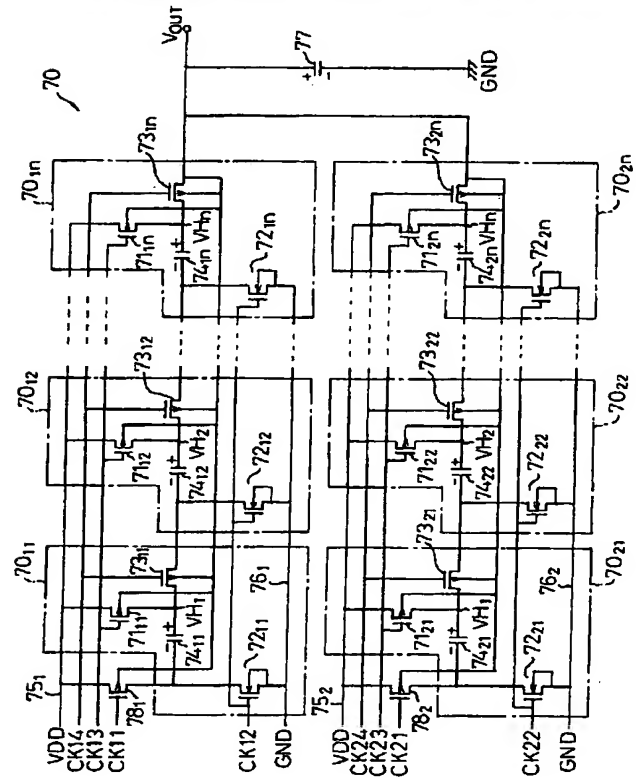 70
VOUT
77
GND
70₁₁
70₁₂
70₁ₙ
VDD
CK14
CK13
CK11
75₁
78₁
71₁₁
VH₁
73₁₁
74₁₁
72₁₁
71₁₂
VH₂
73₁₂
74₁₂
72₁₂
71₁ₙ
VHₙ
73₁ₙ
74₁ₙ
72₁ₙ
CK12
GND
76₁
70₂₁
70₂₂
70₂ₙ
VDD
CK24
CK23
CK21
75₂
78₂
71₂₁
VH₁
73₂₁
74₂₁
72₂₁
71₂₂
VH₂
73₂₂
74₂₂
72₂₂
71₂ₙ
VHₙ
73₂ₙ
74₂ₙ
72₂ₙ
CK22
GND
76₂